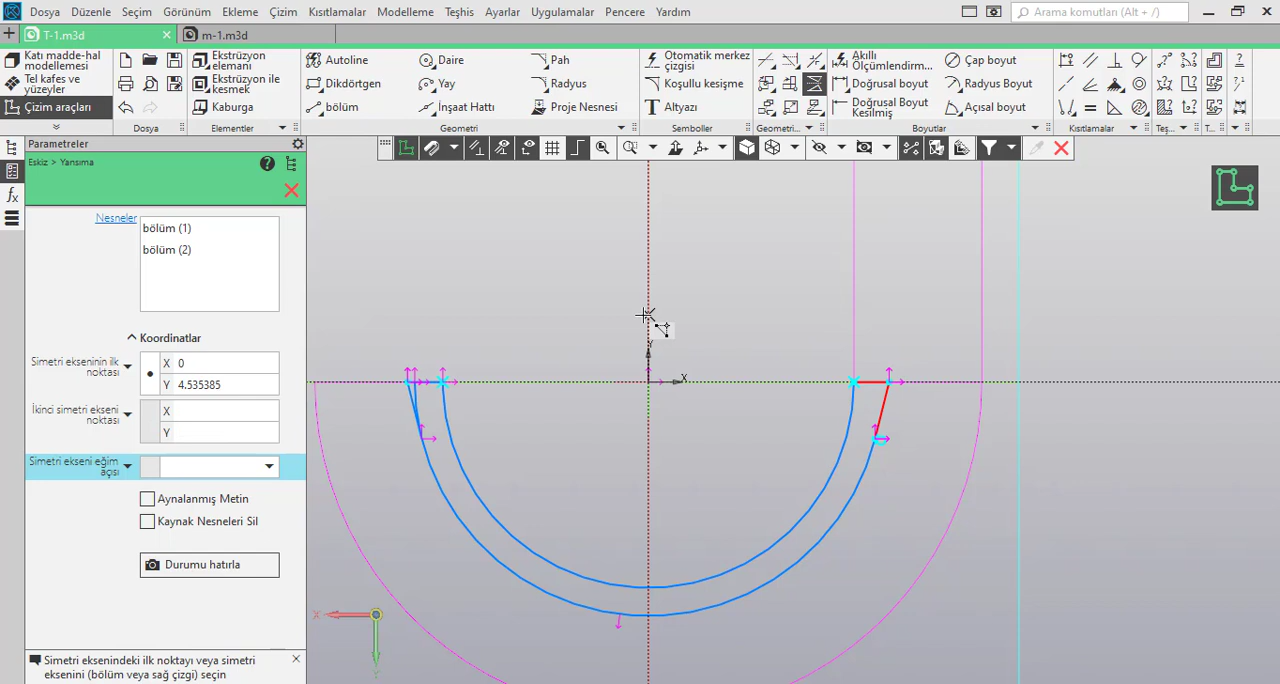 Dosya Düzenle Seçim Görünüm Ekleme Çizim Kısıtlamalar Modelleme Teşhis Ayarlar Uygulamalar Pencere Yardım Arama komutları (Alt + /)
T-1.m3d m-1.m3d
Katı madde-hal modellemesi
Tel kafes ve yüzeyler
Çizim araçları
Dosya
Ekstrüzyon elemanı
Ekstrüzyon ile kesmek
Kaburga
Elementler
Autoline Daire Pah
Dikdörtgen Yay Radyus
bölüm İnşaat Hattı Proje Nesnesi
Geometri
Otomatik merkez çizgisi
Koşullu kesişme
Altyazı
Semboller
Geometri...
Akıllı Ölçümlendirm... Çap boyut
Doğrusal boyut Radyus Boyut
Doğrusal Boyut Kesilmiş Açısal boyut
Boyutlar
Kısıtlamalar
Teş...
T...
Parametreler
Eskiz > Yansıma
Nesneler
bölüm (1)
bölüm (2)
Koordinatlar
Simetri ekseninin ilk noktası
X 0
Y 4.535385
İkinci simetri ekseni noktası
X
Y
Simetri ekseni eğim açısı
Aynalanmış Metin
Kaynak Nesneleri Sil
Durumu hatırla
Simetri eksenindeki ilk noktayı veya simetri
eksenini (bölüm veya sağ çizgi) seçin
Y
X
X